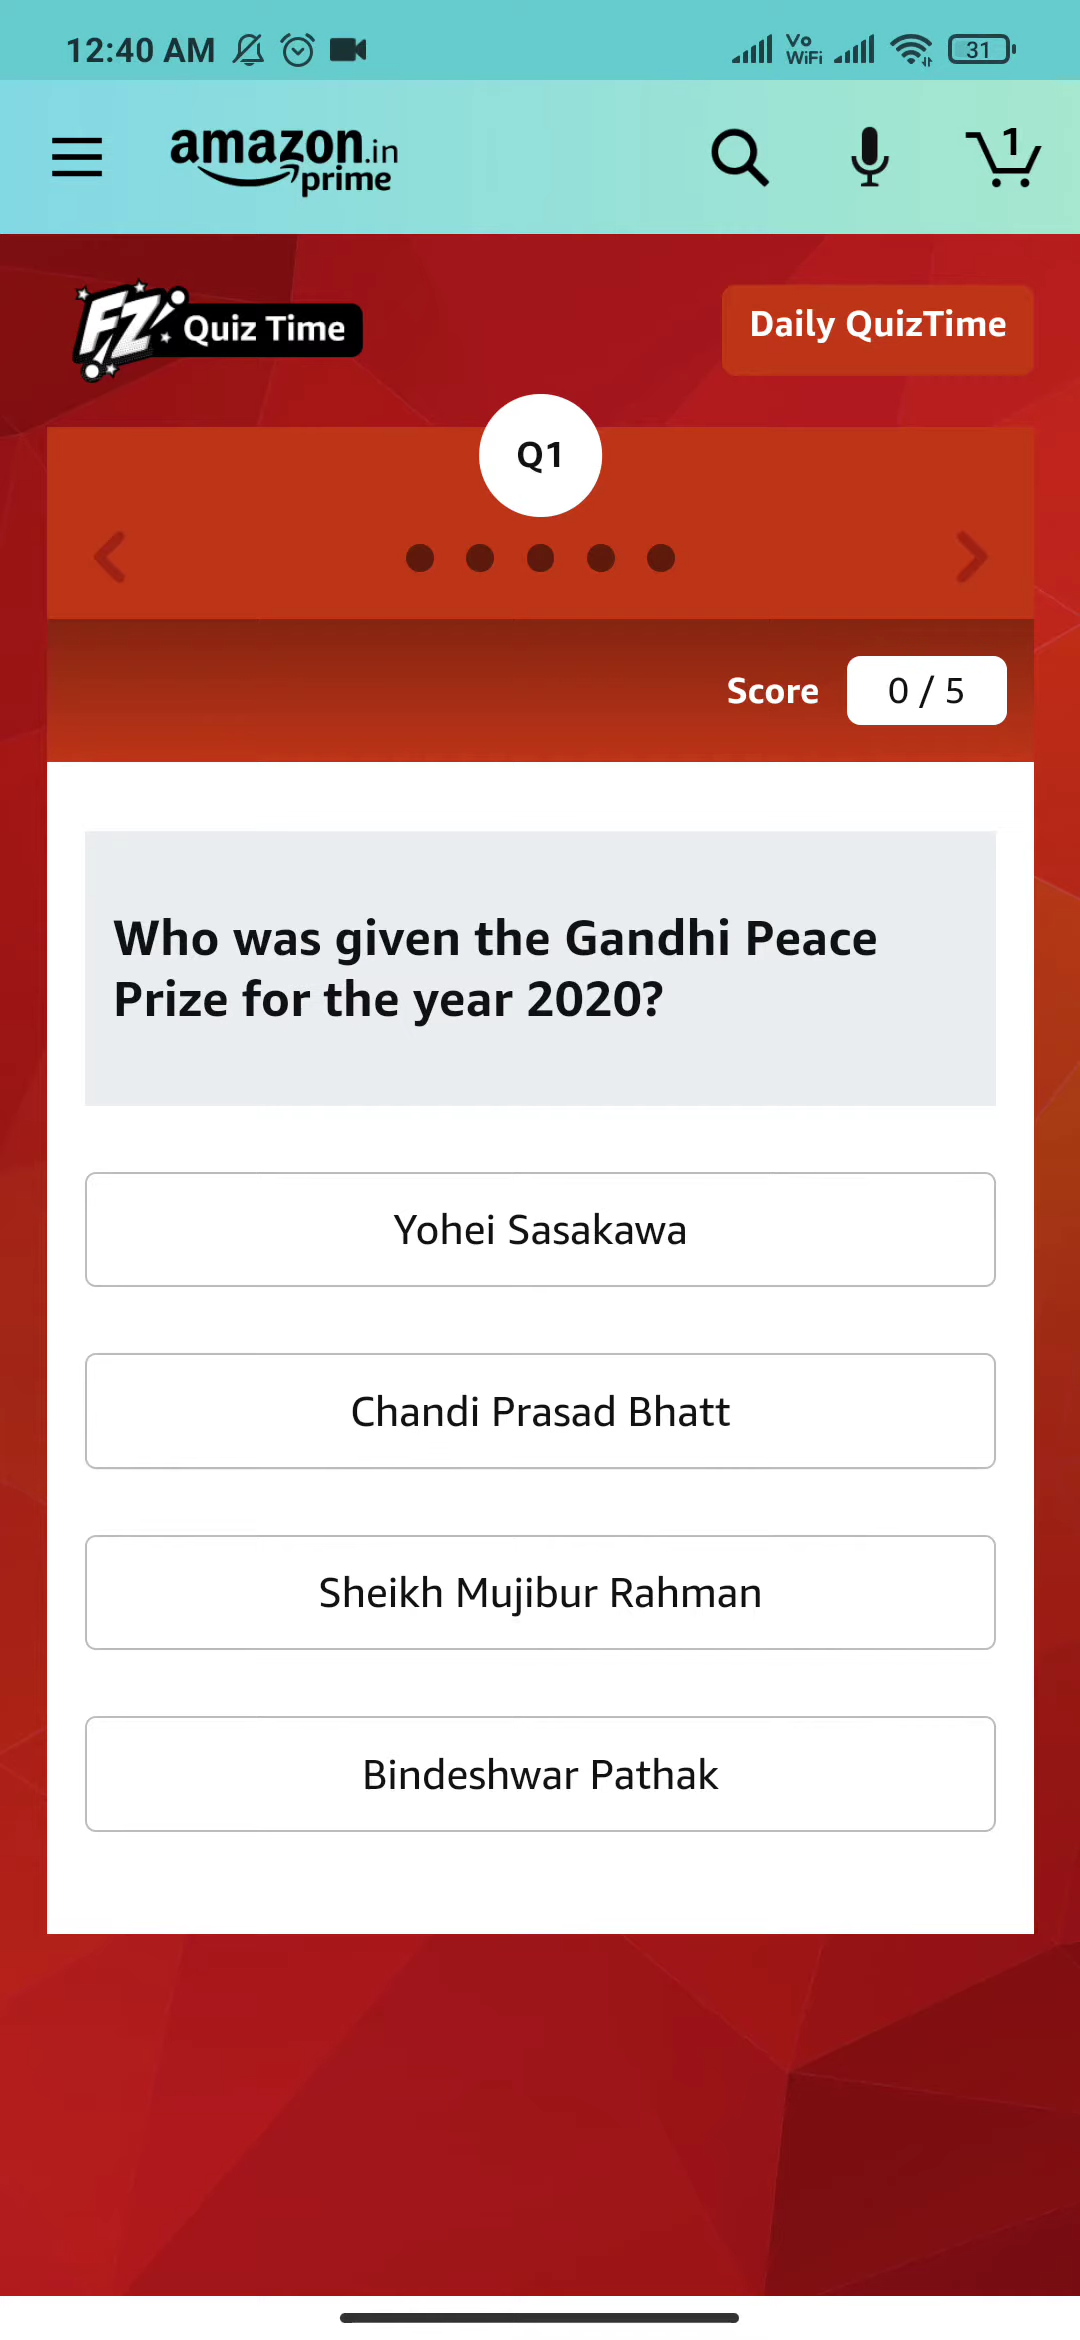 12:40 AM
Vo
WiFi
31
amazon.in
prime
1
FZ Quiz Time
Daily QuizTime
Q1
Score 0 / 5
Who was given the Gandhi Peace
Prize for the year 2020?
Yohei Sasakawa
Chandi Prasad Bhatt
Sheikh Mujibur Rahman
Bindeshwar Pathak